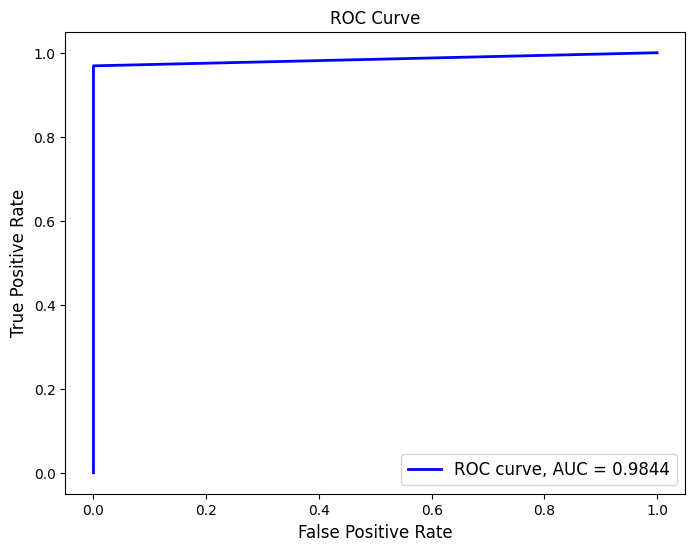 ROC Curve
1.0
0.8
0.6
0.4
0.2
0.0
True Positive Rate
ROC curve, AUC = 0.9844
0.0 0.2 0.4 0.6 0.8 1.0
False Positive Rate